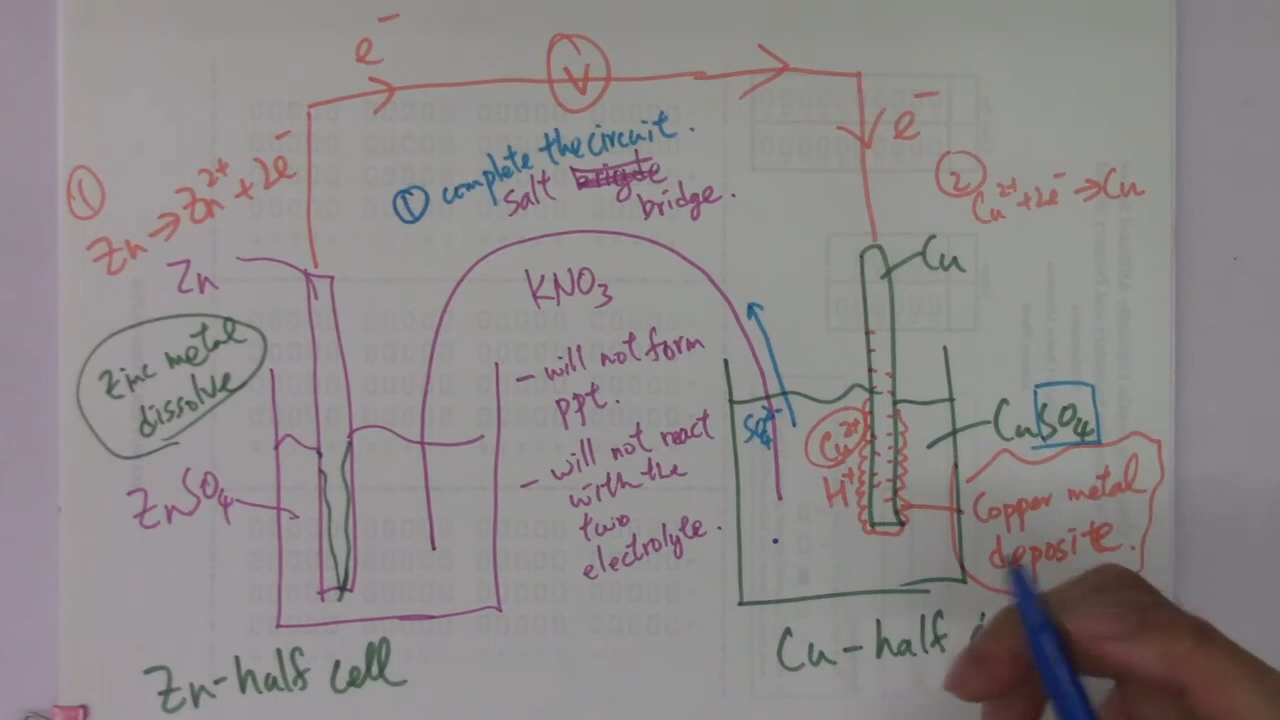 e⁻
V
e⁻
① complete the circuit.
salt brigde
bridge.
①
Zn → Zn²⁺ + 2e⁻
②
Cu²⁺ + 2e⁻ → Cu
Zn
Cu
KNO₃
Zinc metal
dissolve
- will not form
ppt.
- will not react
with the
two
electrolyte.
ZnSO₄
SO₄²⁻
Cu²⁺
H⁺
CuSO₄
Copper metal
deposite.
Zn-half cell
Cu-half